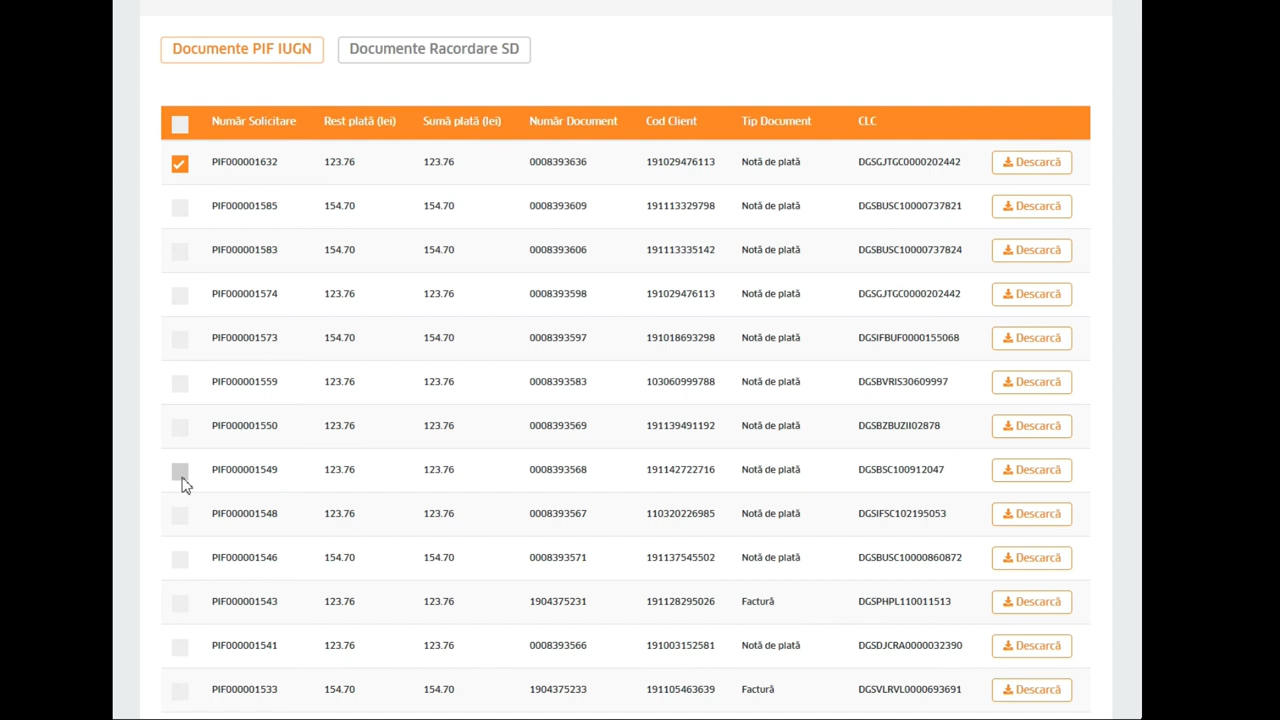 Documente PIF IUGN Documente Racordare SD
Număr Solicitare Rest plată (lei) Sumă plată (lei) Număr Document Cod Client Tip Document CLC
PIF000001632 123.76 123.76 0008393636 191029476113 Notă de plată DGSGJTGC0000202442 Descarcă
PIF000001585 154.70 154.70 0008393609 191113329798 Notă de plată DGSBUSC10000737821 Descarcă
PIF000001583 154.70 154.70 0008393606 191113335142 Notă de plată DGSBUSC10000737824 Descarcă
PIF000001574 123.76 123.76 0008393598 191029476113 Notă de plată DGSGJTGC0000202442 Descarcă
PIF000001573 154.70 154.70 0008393597 191018693298 Notă de plată DGSIFBUF0000155068 Descarcă
PIF000001559 123.76 123.76 0008393583 103060999788 Notă de plată DGSBVRIS30609997 Descarcă
PIF000001550 123.76 123.76 0008393569 191139491192 Notă de plată DGSBZBUZII02878 Descarcă
PIF000001549 123.76 123.76 0008393568 191142722716 Notă de plată DGSBSC100912047 Descarcă
PIF000001548 123.76 123.76 0008393567 110320226985 Notă de plată DGSIFSC102195053 Descarcă
PIF000001546 154.70 154.70 0008393571 191137545502 Notă de plată DGSBUSC10000860872 Descarcă
PIF000001543 123.76 123.76 1904375231 191128295026 Factură DGSPHPL110011513 Descarcă
PIF000001541 123.76 123.76 0008393566 191003152581 Notă de plată DGSDJCRA0000032390 Descarcă
PIF000001533 154.70 154.70 1904375233 191105463639 Factură DGSVLRVL0000693691 Descarcă